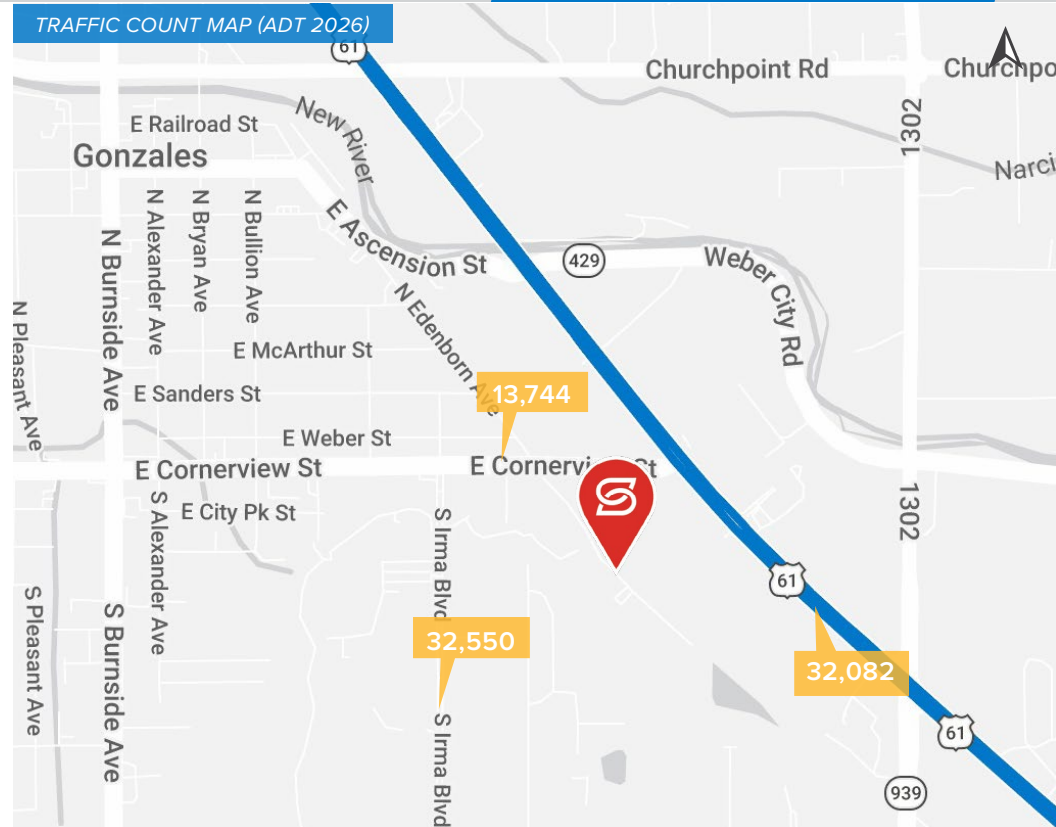 TRAFFIC COUNT MAP (ADT 2026)
61
Churchpoint Rd
Churchpo
1302
E Railroad St
New River
Gonzales
Narci
N Alexander Ave
N Bryan Ave
N Bullion Ave
E Ascension St
429
Weber City Rd
N Burnside Ave
N Edenborn Ave
N Pleasant Ave
E McArthur St
E Sanders St
13,744
E Weber St
E Cornerview St
E Cornervi St
S
1302
S Alexander Ave
E City Pk St
S Irma Blvd
61
S Pleasant Ave
S Burnside Ave
32,550
32,082
S Irma Blvd
61
939